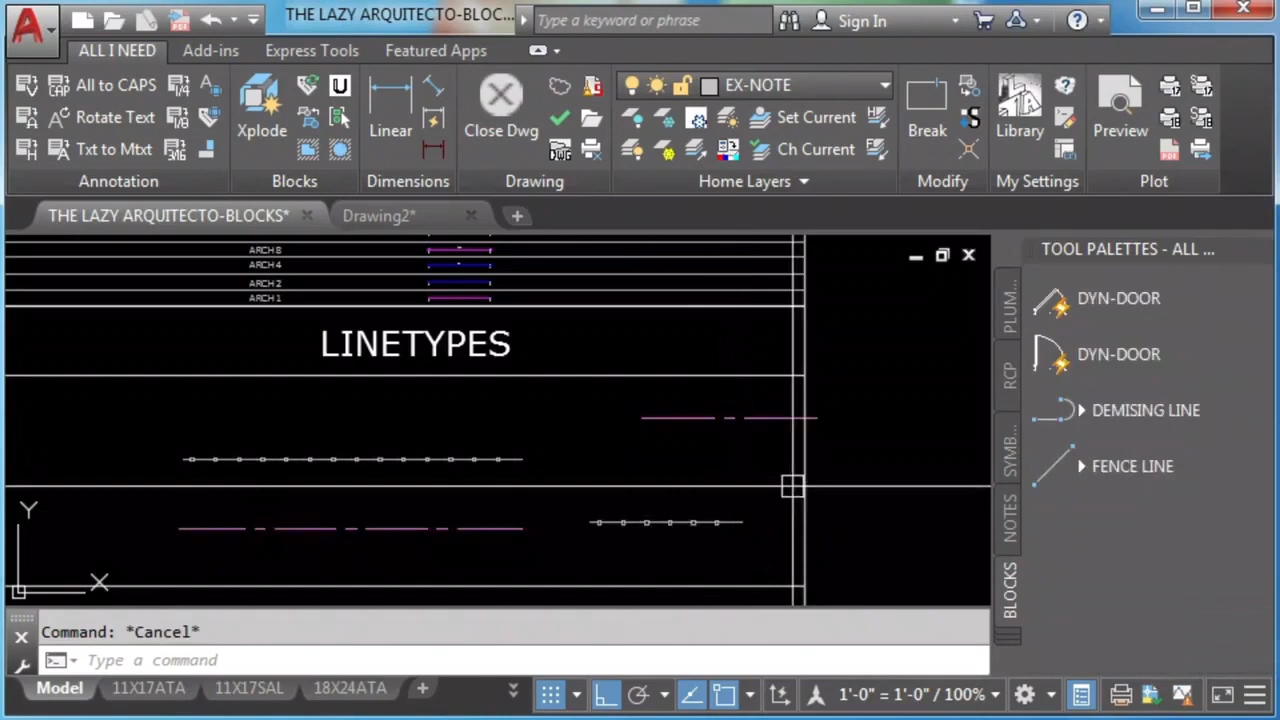 THE LAZY ARQUITECTO-BLOC...
Type a keyword or phrase
Sign In
ALL I NEED
Add-ins
Express Tools
Featured Apps
All to CAPS
Rotate Text
Txt to Mtxt
Annotation
Xplode
Blocks
Linear
Dimensions
Close Dwg
Drawing
EX-NOTE
Set Current
Ch Current
Home Layers
Break
Modify
Library
My Settings
Preview
Plot
THE LAZY ARQUITECTO-BLOCKS*
Drawing2*
ARCH 8
ARCH 4
ARCH 2
ARCH 1
LINETYPES
Y
X
TOOL PALETTES - ALL ...
DYN-DOOR
DYN-DOOR
DEMISING LINE
FENCE LINE
PLUM...
RCP
SYMB...
NOTES
BLOCKS
Command: *Cancel*
Type a command
Model
11X17ATA
11X17SAL
18X24ATA
1'-0" = 1'-0" / 100%